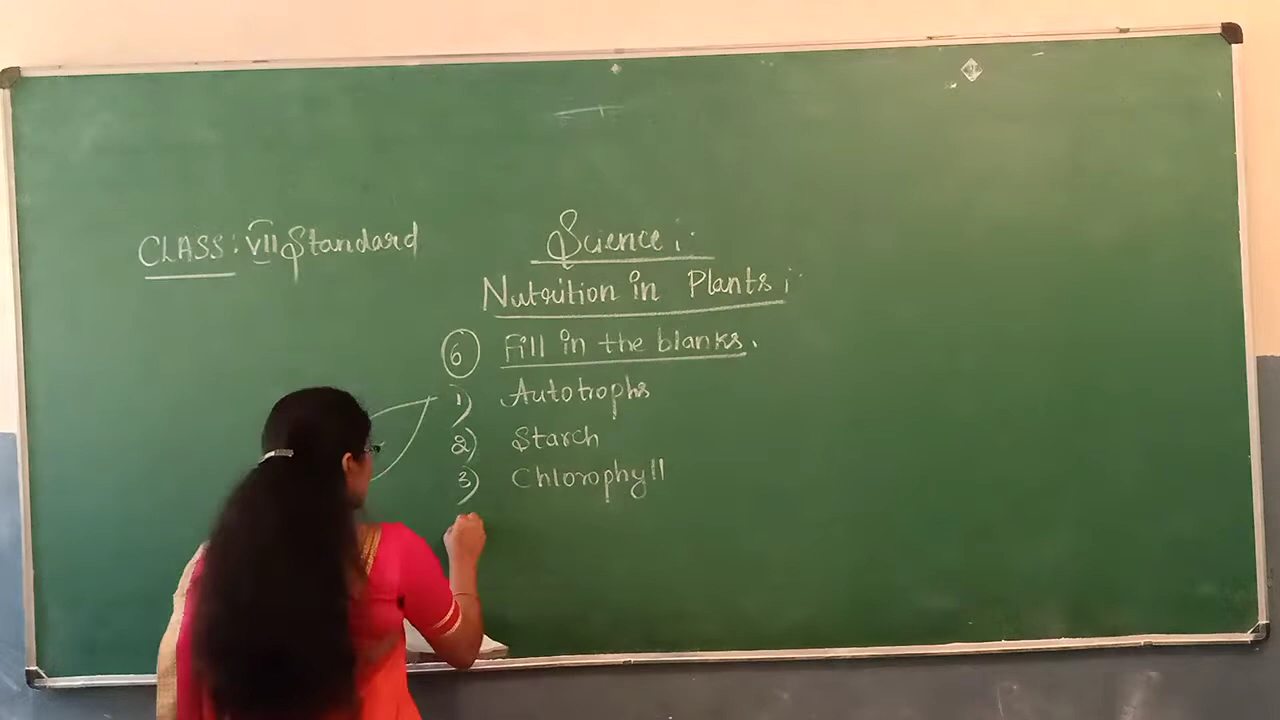 CLASS: VII Standard
Science:
Nutrition in Plants:
6 Fill in the blanks.
1) Autotrophs
2) Starch
3) Chlorophyll